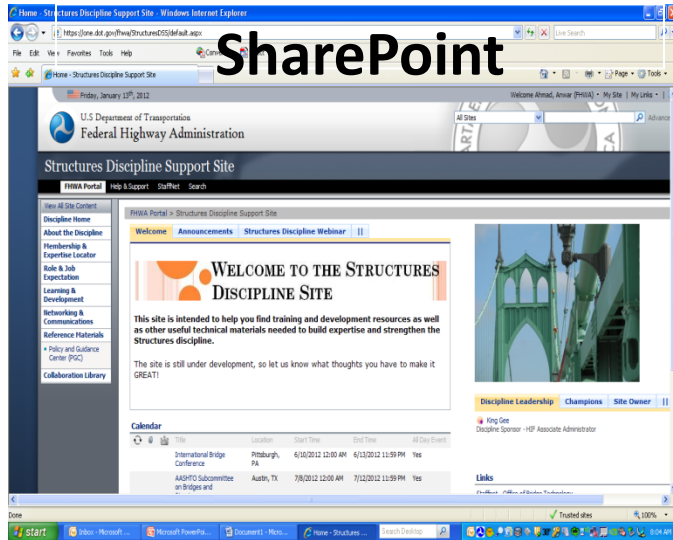 Home - Structures Discipline Support Site - Windows Internet Explorer
https://one.dot.gov/fhwa/StructuresDSS/default.aspx
Live Search
SharePoint
File Edit View Favorites Tools Help
Home - Structures Discipline Support Site
Page Tools
Friday, January 13th, 2012
Welcome Ahmad, Anwar (FHWA) My Site | My Links |
U.S Department of Transportation
Federal Highway Administration
All Sites
Advance
Structures Discipline Support Site
FHWA Portal Help & Support StaffNet Search
View All Site Content
Discipline Home
About the Discipline
Membership & Expertise Locator
Role & Job Expectation
Learning & Development
Networking & Communications
Reference Materials
Policy and Guidance Center (PGC)
Collaboration Library
FHWA Portal > Structures Discipline Support Site
Welcome Announcements Structures Discipline Webinar
WELCOME TO THE STRUCTURES
DISCIPLINE SITE
This site is intended to help you find training and development resources as well
as other useful technical materials needed to build expertise and strengthen the
Structures discipline.
The site is still under development, so let us know what thoughts you have to make it
GREAT!
Discipline Leadership Champions Site Owner
King Gee
Discipline Sponsor -HIF Associate Administrator
Calendar
Title Location Start Time End Time All Day Event
International Bridge Conference Pittsburgh, PA 6/10/2012 12:00 AM 6/13/2012 11:59 PM Yes
AASHTO Subcommittee on Bridges and Austin, TX 7/8/2012 12:00 AM 7/12/2012 11:59 PM Yes
Links
Done
Trusted sites
100%
start
Inbox - Microsoft ...
Microsoft PowerPoi...
Document1 - Micro...
Home - Structures ...
Search Desktop
8:04 AM